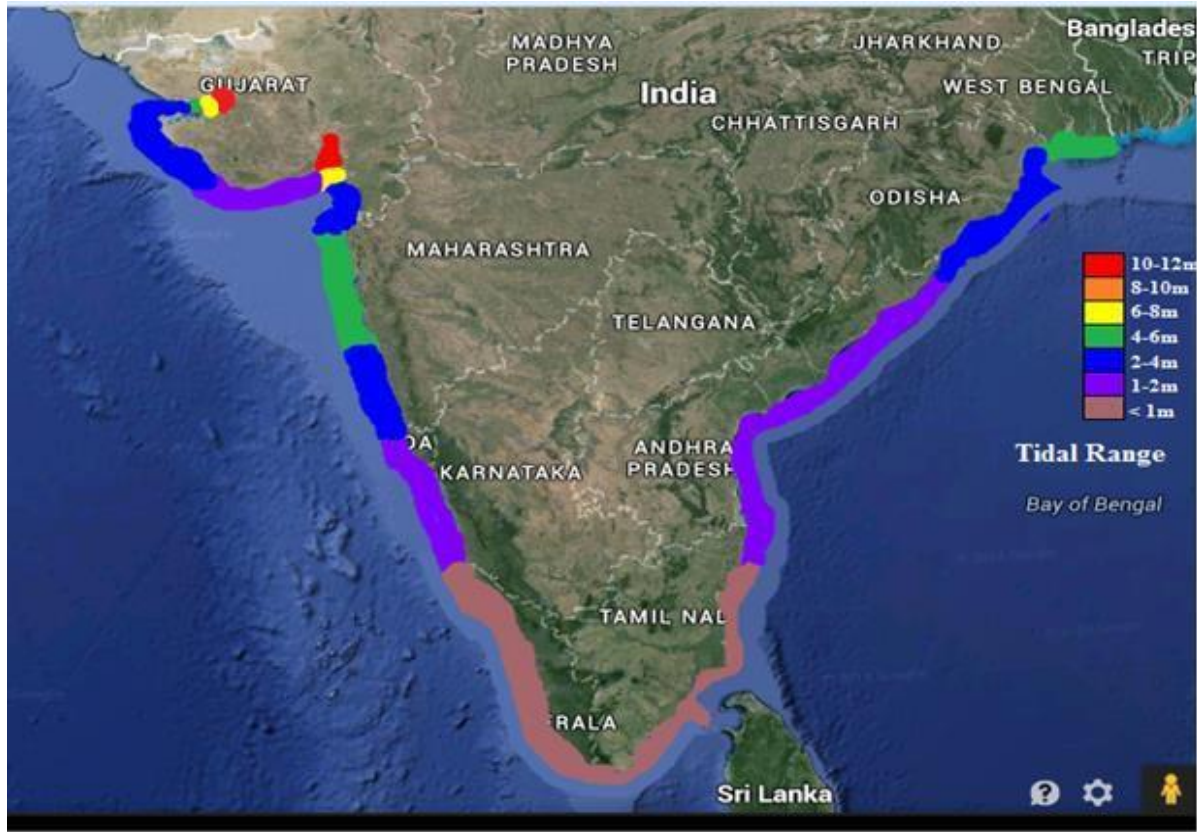 MADHYA
PRADESH
JHARKHAND
Banglades
TRIP
GUJARAT
India
WEST BENGAL
CHHATTISGARH
ODISHA
MAHARASHTRA
10-12m
8-10m
6-8m
4-6m
2-4m
1-2m
< 1m
TELANGANA
OA
KARNATAKA
ANDHRA
PRADESH
Tidal Range
Bay of Bengal
TAMIL NAL
ERALA
Sri Lanka
?